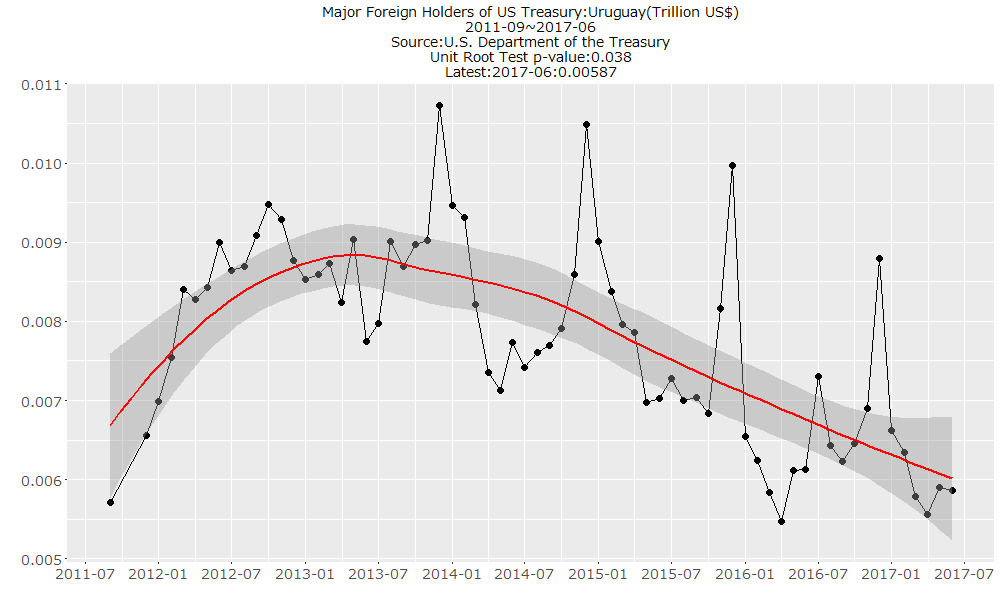 Major Foreign Holders of US Treasury:Uruguay(Trillion US$)
2011-09~2017-06
Source:U.S. Department of the Treasury
Unit Root Test p-value:0.038
Latest:2017-06:0.00587
0.011
0.010
0.009
0.008
0.007
0.006
0.005
2011-07 2012-01 2012-07 2013-01 2013-07 2014-01 2014-07 2015-01 2015-07 2016-01 2016-07 2017-01 2017-07